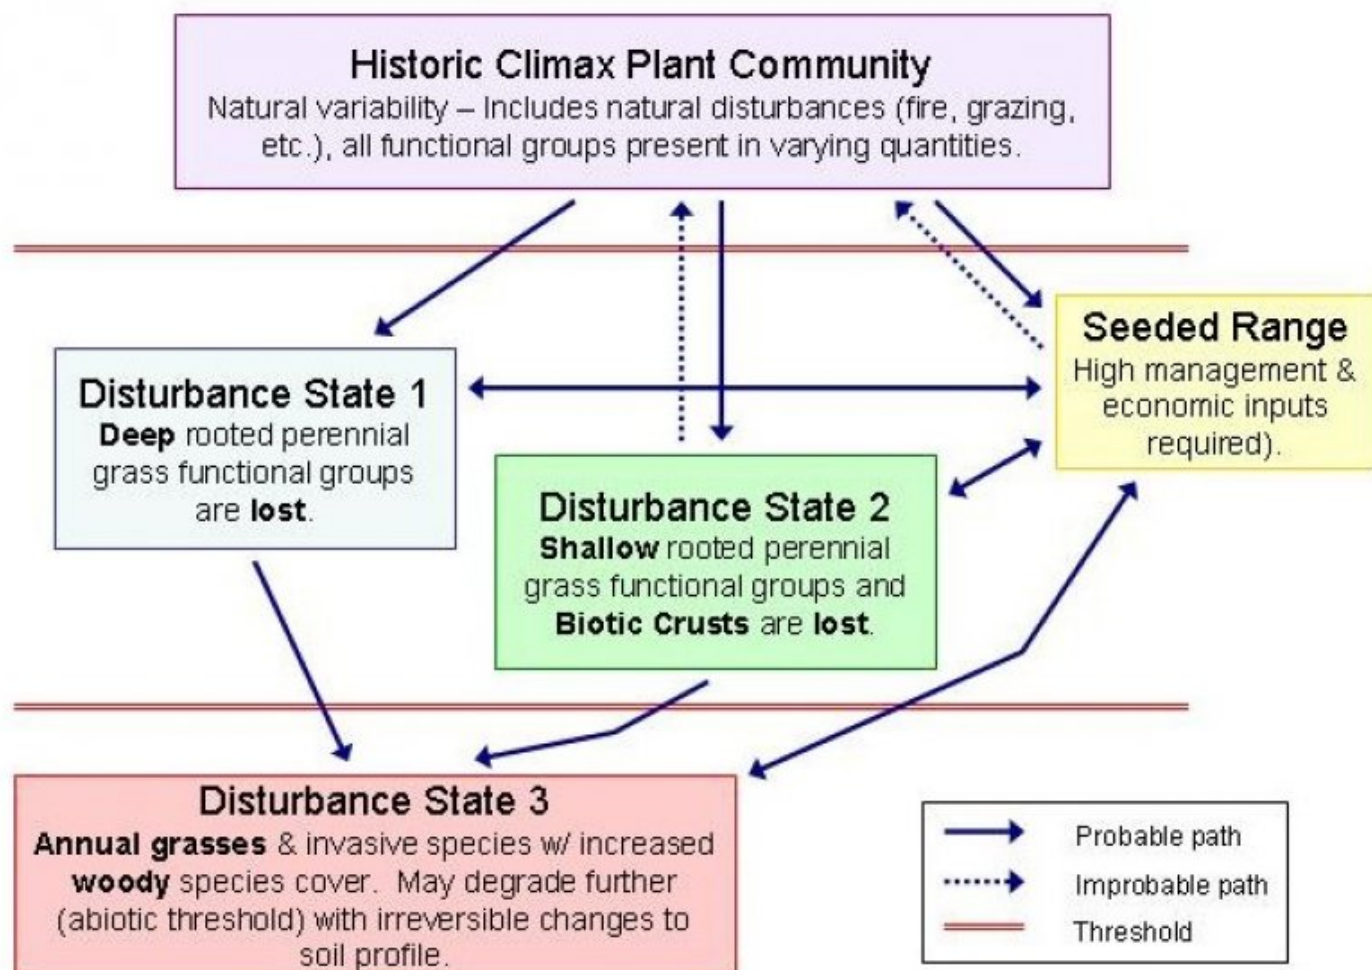 Historic Climax Plant Community
Natural variability – Includes natural disturbances (fire, grazing,
etc.), all functional groups present in varying quantities.
Seeded Range
High management &
economic inputs
required).
Disturbance State 1
Deep rooted perennial
grass functional groups
are lost.
Disturbance State 2
Shallow rooted perennial
grass functional groups and
Biotic Crusts are lost.
Disturbance State 3
Annual grasses & invasive species w/ increased
woody species cover. May degrade further
(abiotic threshold) with irreversible changes to
soil profile.
Probable path
Improbable path
Threshold